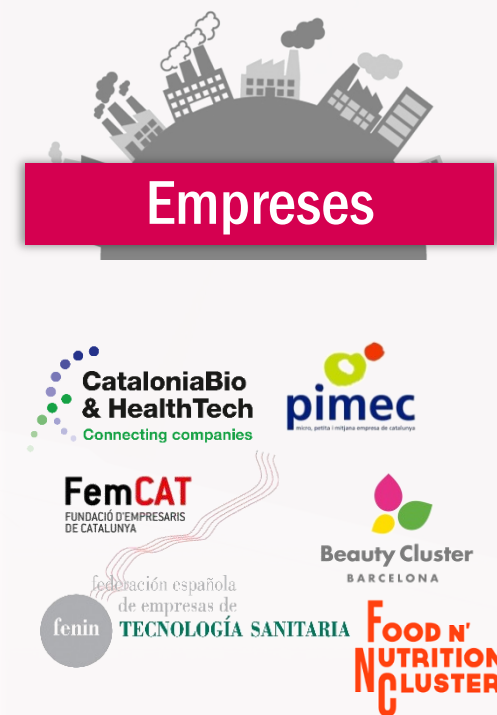 Empreses
CataloniaBio
& HealthTech
Connecting companies
pimec
micro, petita i mitjana empresa de catalunya
FemCAT
FUNDACIÓ D'EMPRESARIS
DE CATALUNYA
Beauty Cluster
BARCELONA
federación española
de empresas de
fenin TECNOLOGÍA SANITARIA
FOOD N'
NUTRITION
CLUSTER